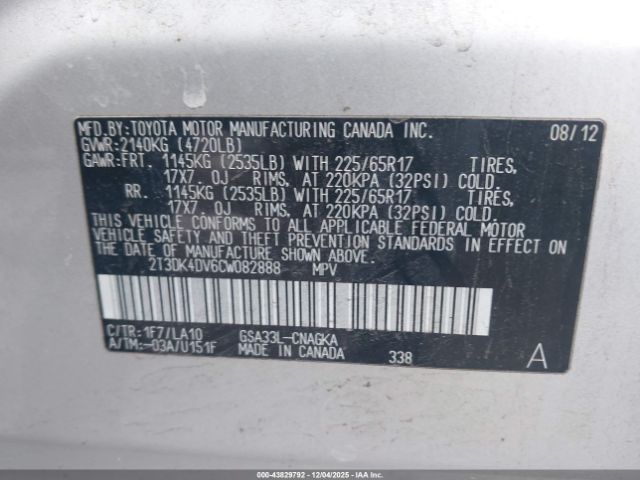 MFD.BY:TOYOTA MOTOR MANUFACTURING CANADA INC. 08/12
GVWR:2140KG (4720LB)
GAWR:FRT. 1145KG (2535LB) WITH 225/65R17 TIRES,
17X7. 0J RIMS, AT 220KPA (32PSI) COLD.
RR. 1145KG (2535LB) WITH 225/65R17 TIRES,
17X7. 0J RIMS, AT 220KPA (32PSI) COLD.
THIS VEHICLE CONFORMS TO ALL APPLICABLE FEDERAL MOTOR
VEHICLE SAFETY AND THEFT PREVENTION STANDARDS IN EFFECT ON
THE DATE OF MANUFACTURE SHOWN ABOVE.
2T3DK4DV6CW082888 MPV
C/TR:1F7/LA10 GSA33L-CNAGKA
A/TM:-03A/U151F MADE IN CANADA 338 A
000-43829792 - 12/04/2025 - IAA Inc.